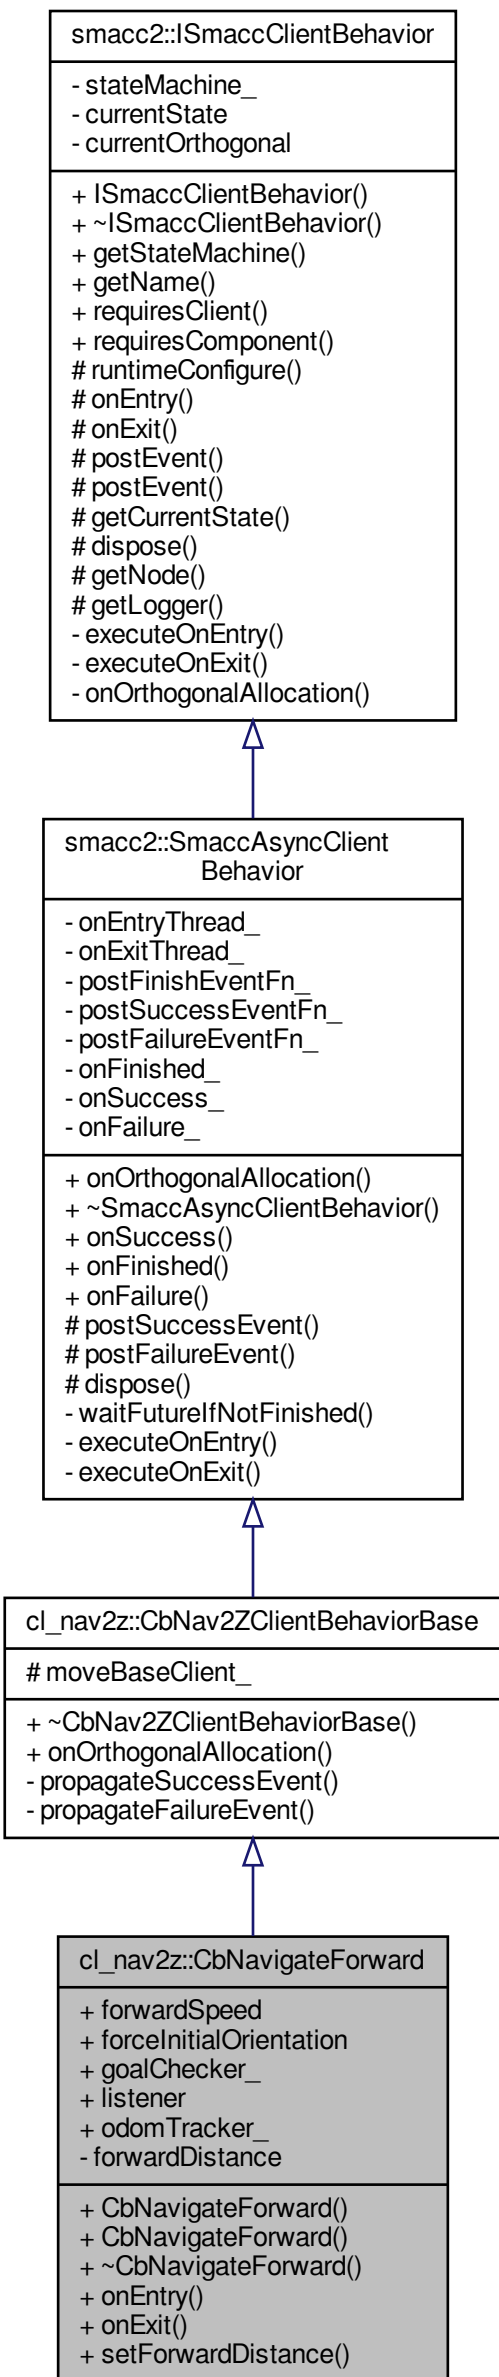 smacc2::ISmaccClientBehavior
- stateMachine_
- currentState
- currentOrthogonal
+ ISmaccClientBehavior()
+ ~ISmaccClientBehavior()
+ getStateMachine()
+ getName()
+ requiresClient()
+ requiresComponent()
# runtimeConfigure()
# onEntry()
# onExit()
# postEvent()
# postEvent()
# getCurrentState()
# dispose()
# getNode()
# getLogger()
- executeOnEntry()
- executeOnExit()
- onOrthogonalAllocation()
smacc2::SmaccAsyncClient
Behavior
- onEntryThread_
- onExitThread_
- postFinishEventFn_
- postSuccessEventFn_
- postFailureEventFn_
- onFinished_
- onSuccess_
- onFailure_
+ onOrthogonalAllocation()
+ ~SmaccAsyncClientBehavior()
+ onSuccess()
+ onFinished()
+ onFailure()
# postSuccessEvent()
# postFailureEvent()
# dispose()
- waitFutureIfNotFinished()
- executeOnEntry()
- executeOnExit()
cl_nav2z::CbNav2ZClientBehaviorBase
# moveBaseClient_
+ ~CbNav2ZClientBehaviorBase()
+ onOrthogonalAllocation()
- propagateSuccessEvent()
- propagateFailureEvent()
cl_nav2z::CbNavigateForward
+ forwardSpeed
+ forceInitialOrientation
+ goalChecker_
+ listener
+ odomTracker_
- forwardDistance
+ CbNavigateForward()
+ CbNavigateForward()
+ ~CbNavigateForward()
+ onEntry()
+ onExit()
+ setForwardDistance()